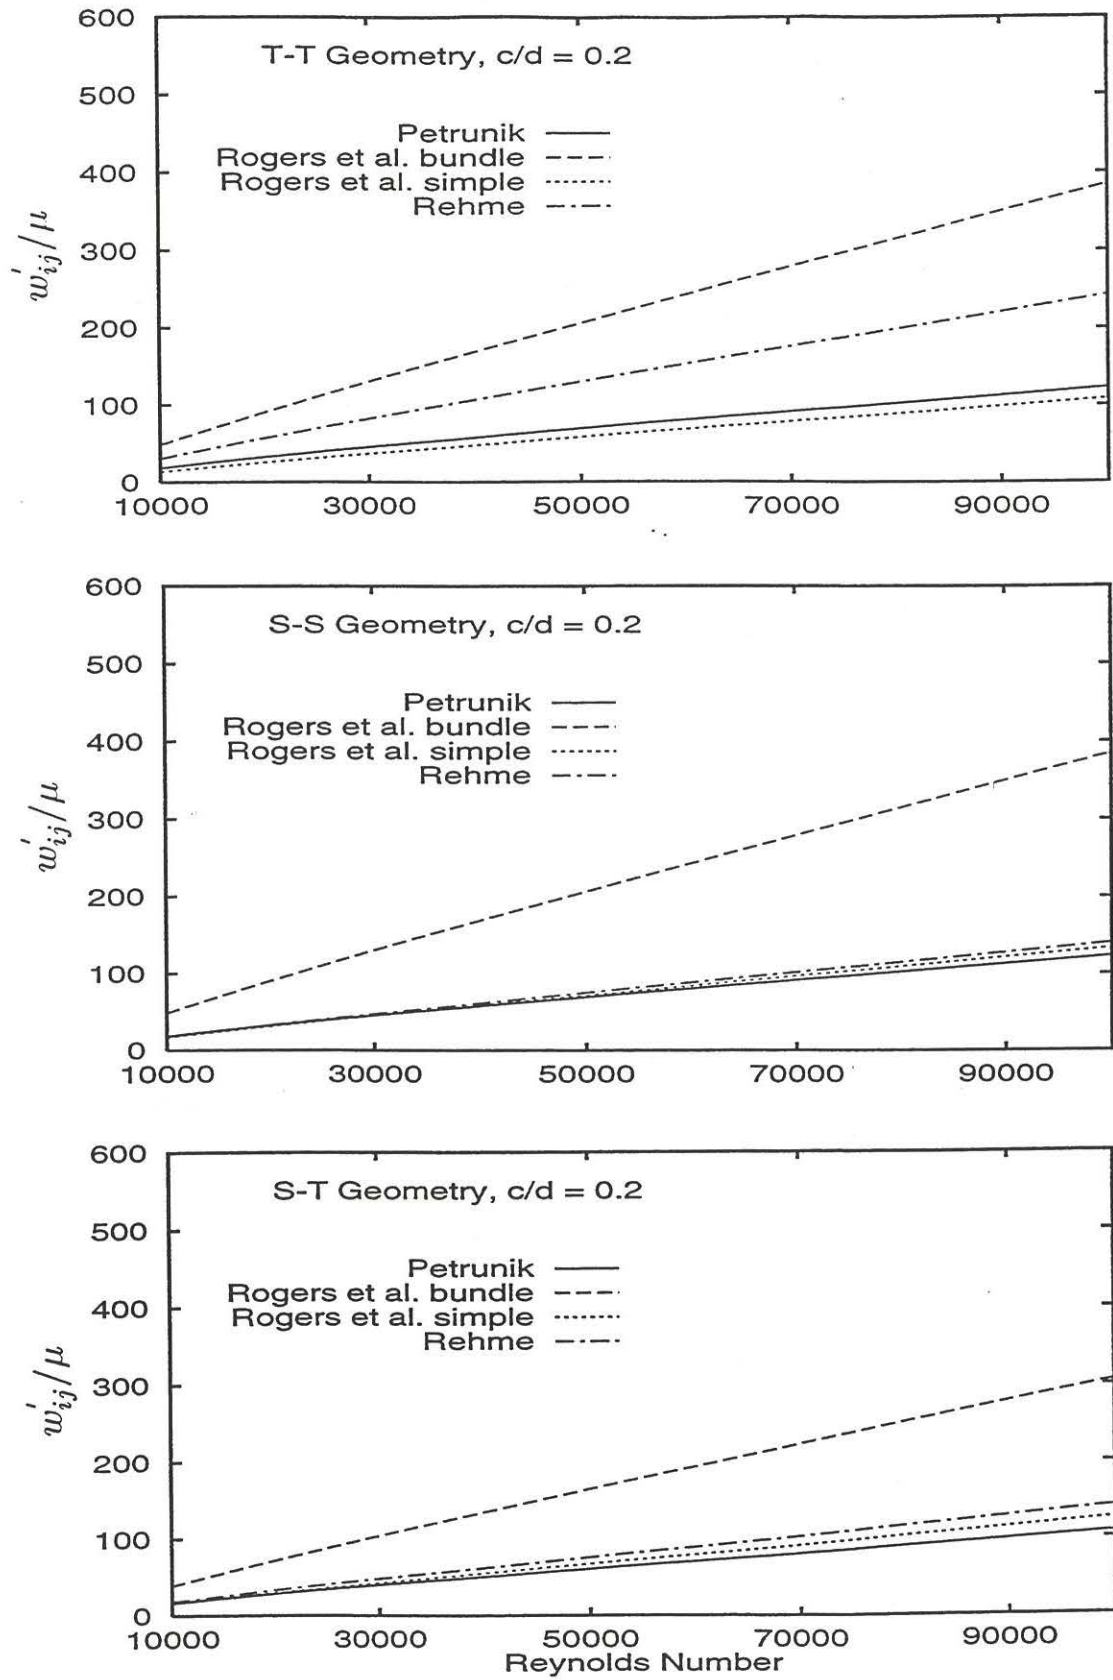 600
T-T Geometry, c/d = 0.2
500
Petrunik
Rogers et al. bundle
400
Rogers et al. simple
Rehme
300
w'ij/μ
200
100
0
10000 30000 50000 70000 90000
600
S-S Geometry, c/d = 0.2
500
Petrunik
Rogers et al. bundle
400
Rogers et al. simple
Rehme
300
w'ij/μ
200
100
0
10000 30000 50000 70000 90000
600
S-T Geometry, c/d = 0.2
500
Petrunik
Rogers et al. bundle
400
Rogers et al. simple
Rehme
300
w'ij/μ
200
100
0
10000 30000 50000 70000 90000
Reynolds Number